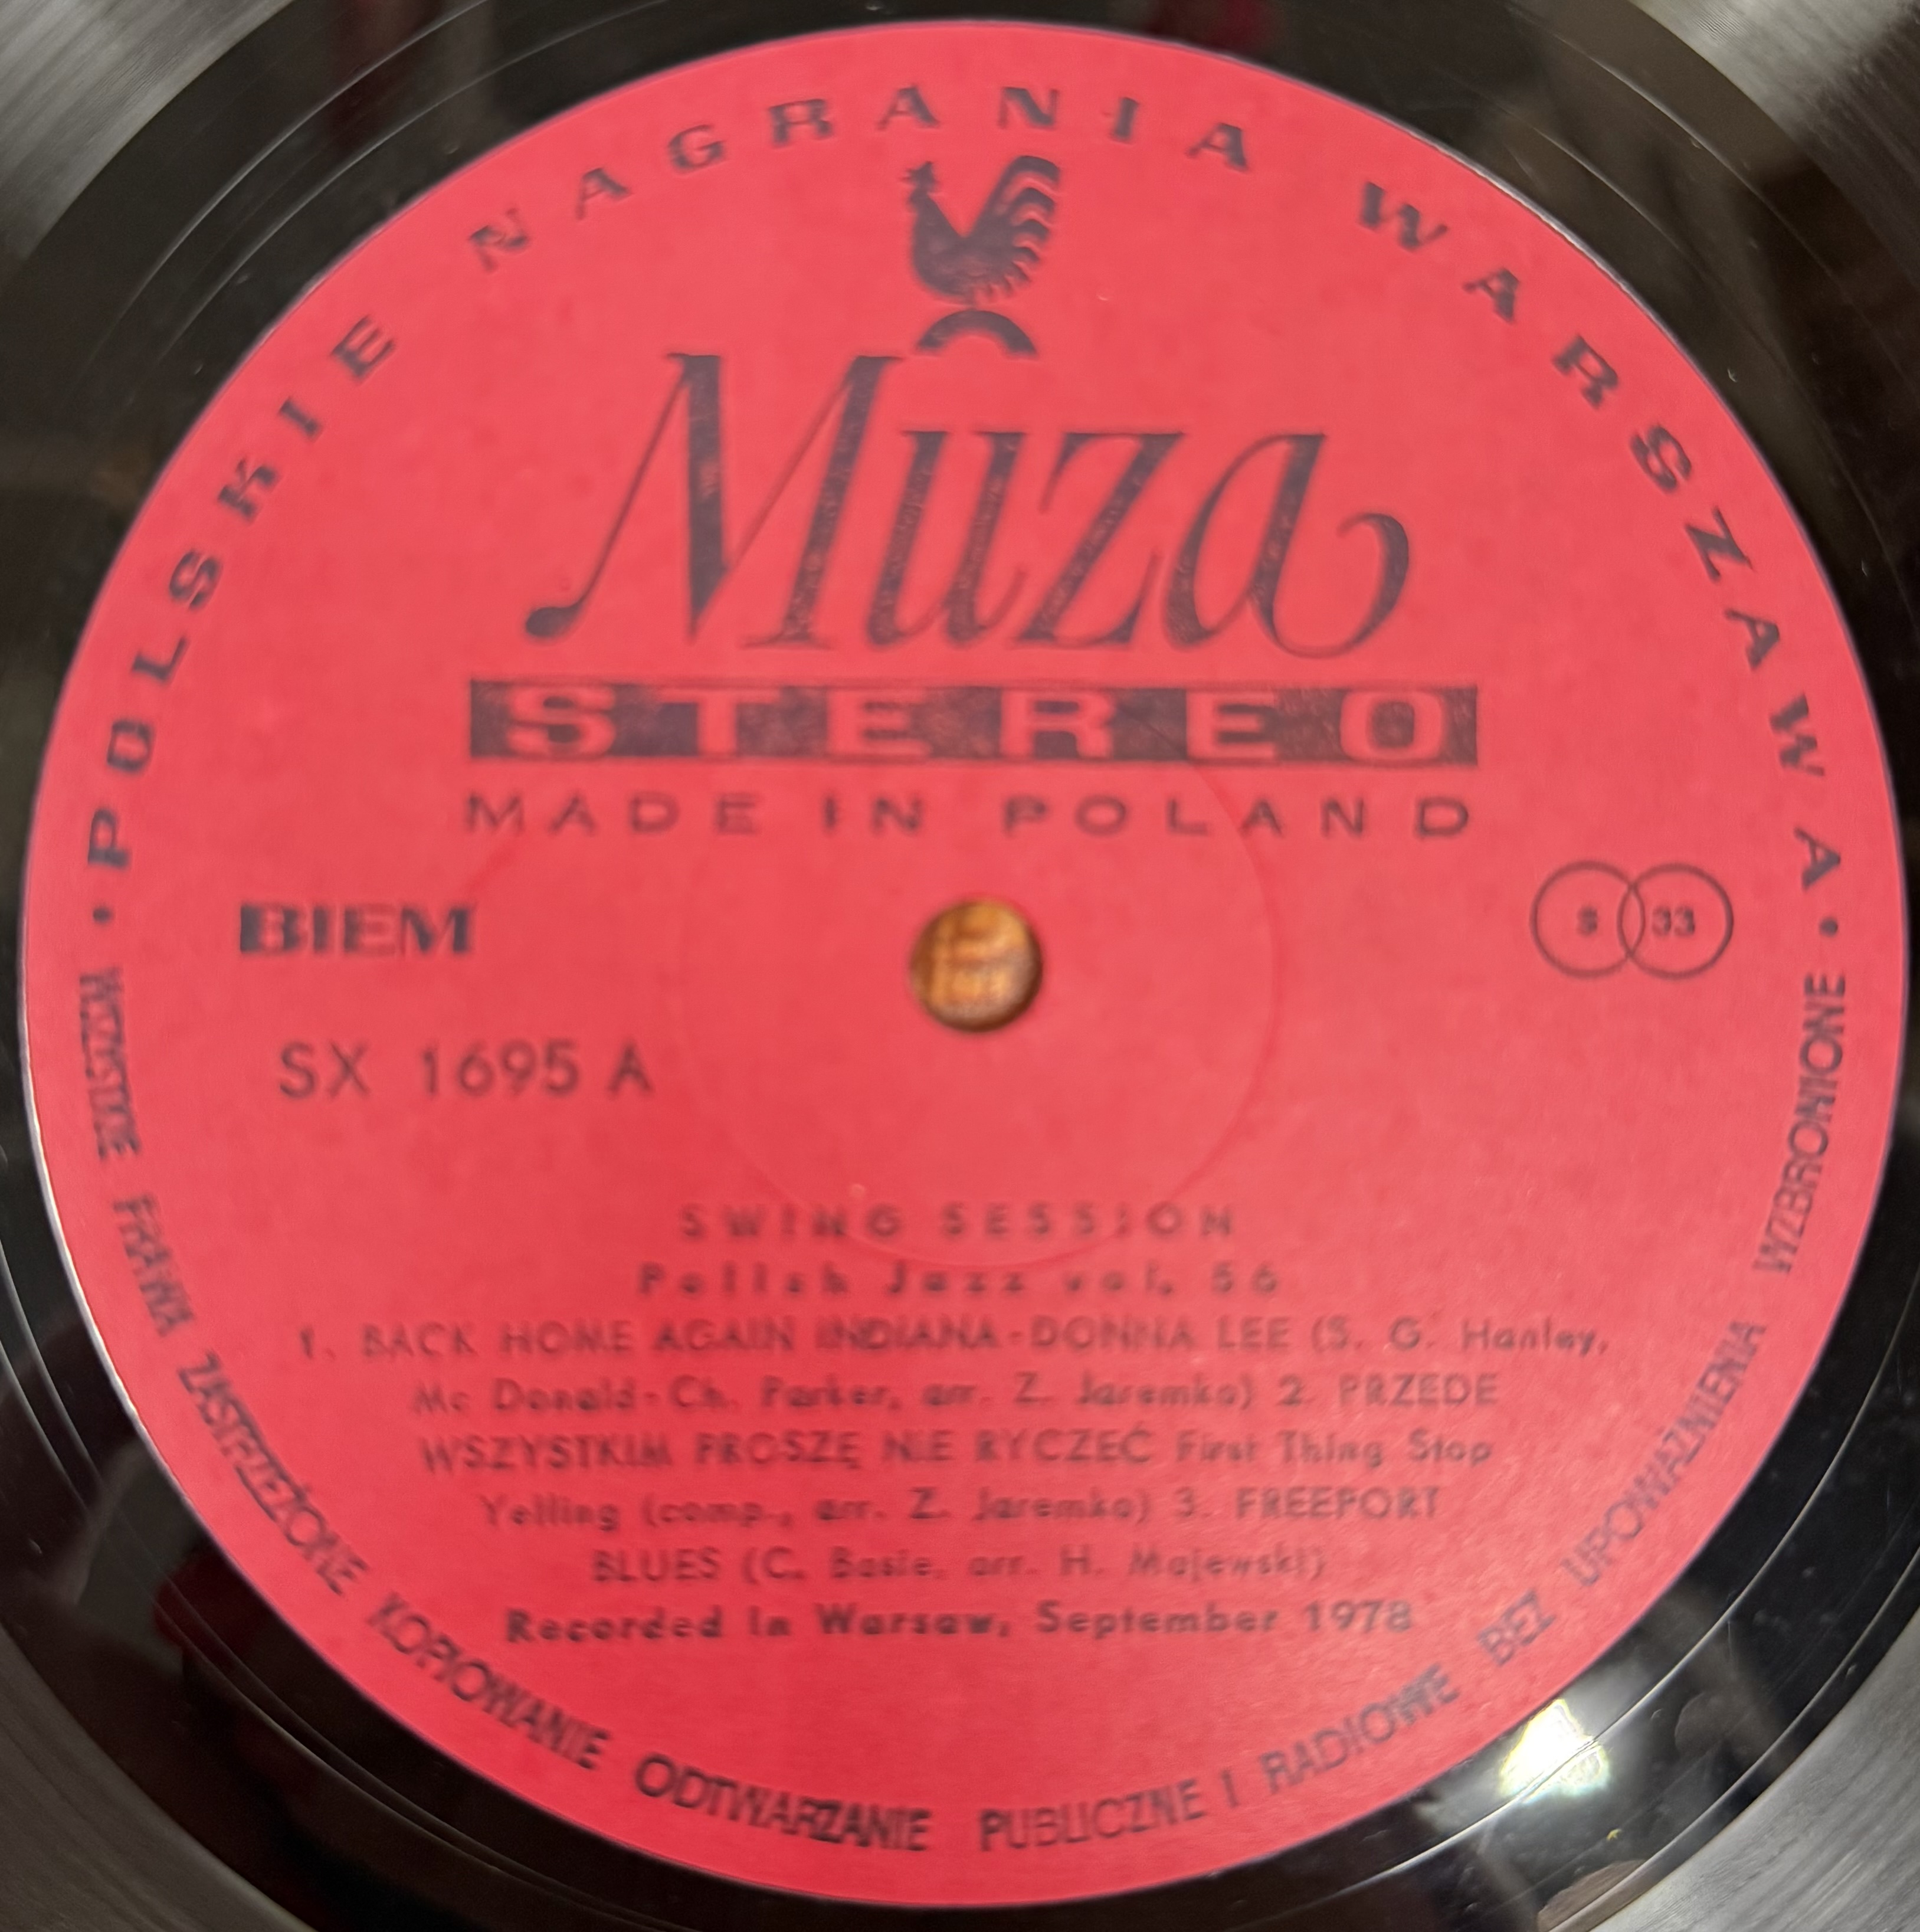 POLSKIE NAGRANIA WARSZAWA
Muza
STEREO
MADE IN POLAND
BIEM
S 33
SX 1695 A
SWING SESSION
Polish Jazz vol. 56
1. BACK HOME AGAIN INDIANA-DONNA LEE (S. G. Hanley,
Mc Donald-Ch. Parker, arr. Z. Jaremko) 2. PRZEDE
WSZYSTKIM PROSZĘ NIE RYCZEĆ First Thing Stop
Yelling (comp., arr. Z. Jaremko) 3. FREEPORT
BLUES (C. Basie, arr. H. Majewski)
Recorded in Warsaw, September 1978
WSZYSTKIE PRAWA ZASTRZEŻONE KOPIOWANIE ODTWARZANIE PUBLICZNE I RADIOWE BEZ UPOWAŻNIENIA WZBRONIONE